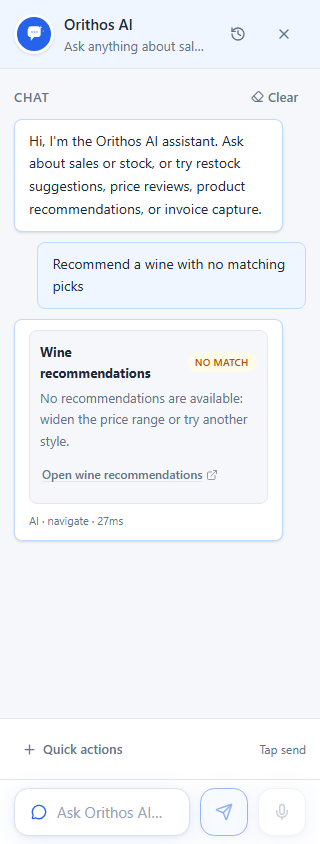 Orithos AI
Ask anything about sal...
CHAT
Clear
Hi, I'm the Orithos AI assistant. Ask
about sales or stock, or try restock
suggestions, price reviews, product
recommendations, or invoice capture.
Recommend a wine with no matching
picks
Wine
recommendations
NO MATCH
No recommendations are available:
widen the price range or try another
style.
Open wine recommendations
AI · navigate · 27ms
Quick actions
Tap send
Ask Orithos AI...